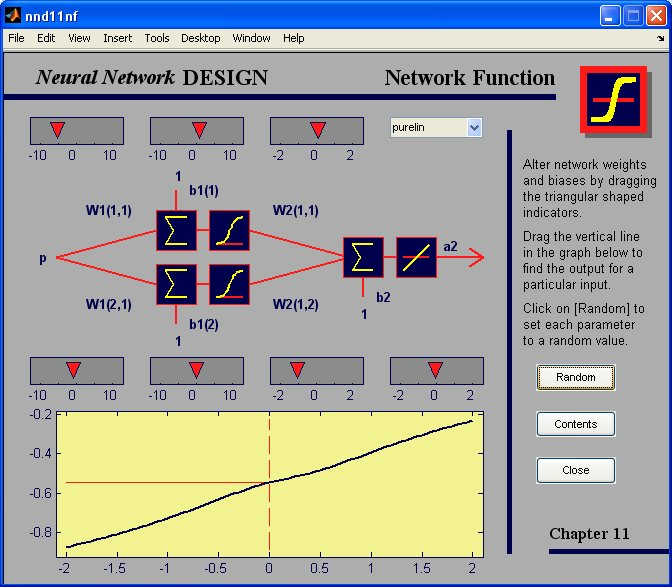 nnd11nf
File Edit View Insert Tools Desktop Window Help
Neural Network DESIGN
Network Function
-10 0 10
-10 0 10
-2 0 2
purelin
1
b1(1)
W1(1,1)
W2(1,1)
p
a2
W1(2,1)
W2(1,2)
b2
b1(2)
1
1
-10 0 10
-10 0 10
-2 0 2
-2 0 2
-0.2
-0.4
-0.6
-0.8
-2 -1.5 -1 -0.5 0 0.5 1 1.5 2
Alter network weights
and biases by dragging
the triangular shaped
indicators.
Drag the vertical line
in the graph below to
find the output for a
particular input.
Click on [Random] to
set each parameter
to a random value.
Random
Contents
Close
Chapter 11